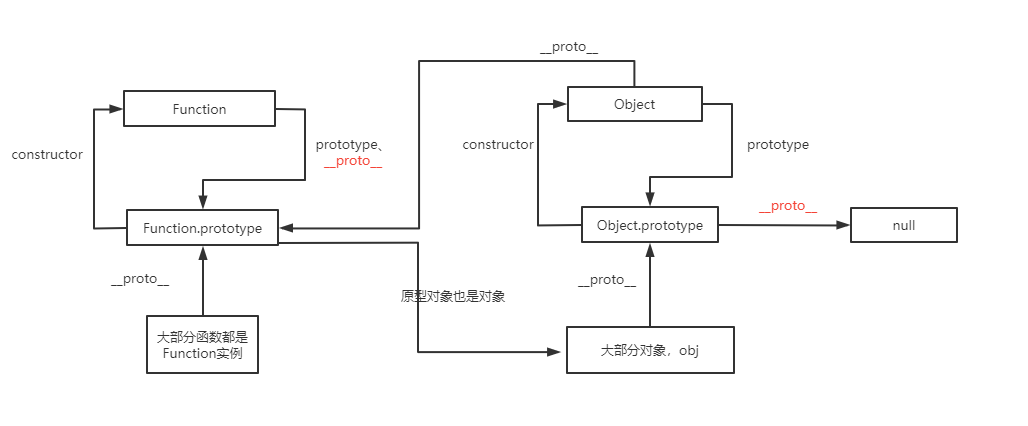 __proto__
Function
Object
constructor
prototype、
__proto__
constructor
prototype
Function.prototype
Object.prototype
__proto__
null
__proto__
原型对象也是对象
__proto__
大部分函数都是
Function实例
大部分对象，obj